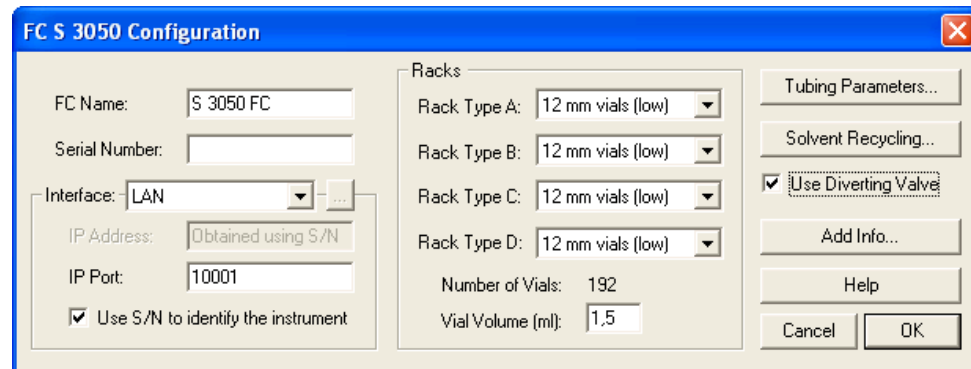 FC S 3050 Configuration
FC Name: S 3050 FC
Serial Number:
Interface: LAN ...
IP Address: Obtained using S/N
IP Port: 10001
Use S/N to identify the instrument
Racks
Rack Type A: 12 mm vials (low)
Rack Type B: 12 mm vials (low)
Rack Type C: 12 mm vials (low)
Rack Type D: 12 mm vials (low)
Number of Vials: 192
Vial Volume (ml): 1,5
Tubing Parameters...
Solvent Recycling...
Use Diverting Valve
Add Info...
Help
Cancel OK